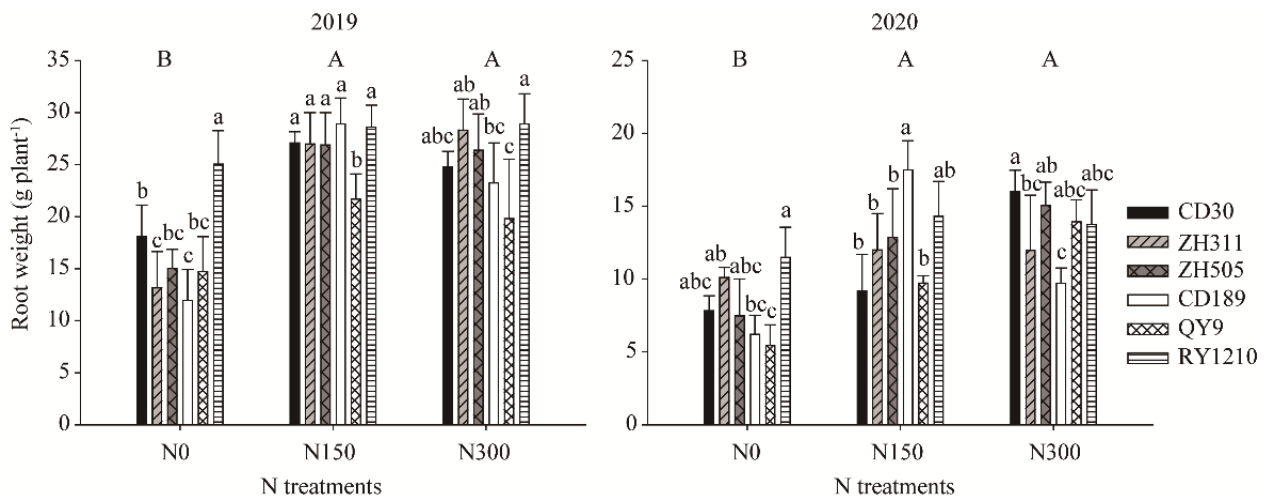 2019
35
30
25
20
15
10
5
0
Root weight (g plant⁻¹)
B
A
A
b
c
bc
c
bc
a
a
a
a
a
b
a
abc
ab
ab
bc
c
a
N0
N150
N300
N treatments
2020
25
20
15
10
5
0
B
A
A
abc
ab
abc
bc
c
a
b
b
b
a
b
ab
a
bc
ab
c
abc
abc
N0
N150
N300
N treatments
CD30
ZH311
ZH505
CD189
QY9
RY1210